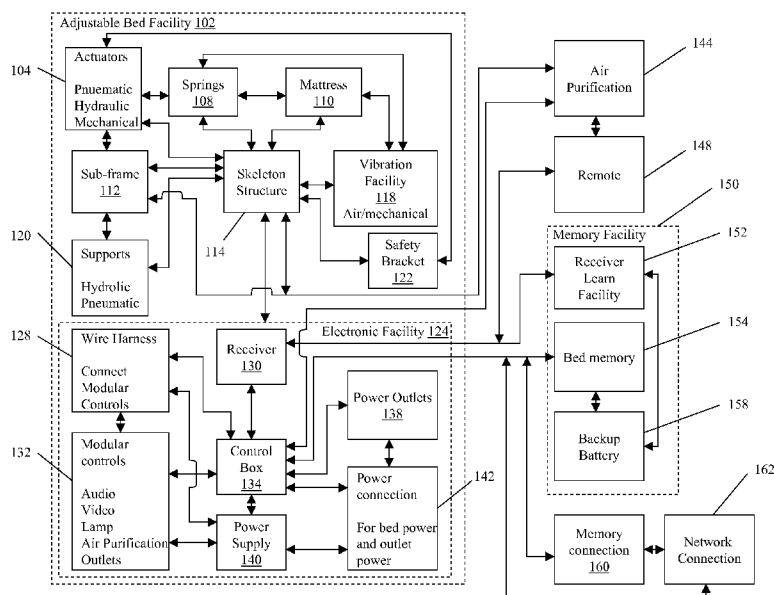 Adjustable Bed Facility 102
104
Actuators
Pnuematic
Hydraulic
Mechanical
Springs
108
Mattress
110
Sub-frame
112
Skeleton
Structure
114
Vibration
Facility
118
Air/mechanical
120
Supports
Hydrolic
Pneumatic
Safety
Bracket
122
144
Air
Purification
148
Remote
150
Memory Facility
152
Receiver
Learn
Facility
154
Bed memory
158
Backup
Battery
Electronic Facility 124
128
Wire Harness
Connect
Modular
Controls
Receiver
130
Power Outlets
138
132
Modular
controls
Audio
Video
Lamp
Air Purification
Outlets
Control
Box
134
Power
Supply
140
Power
connection
For bed power
and outlet
power
142
Memory
connection
160
162
Network
Connection